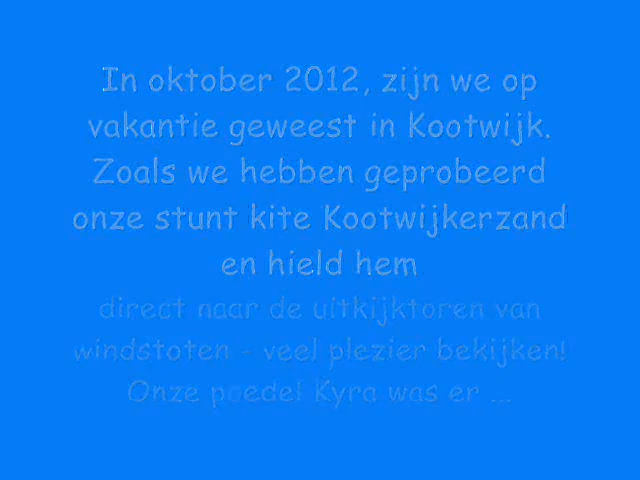 In oktober 2012, zijn we op
vakantie geweest in Kootwijk.
Zoals we hebben geprobeerd
onze stunt kite Kootwijkerzand
en hield hem
direct naar de uitkijktoren van
windstoten - veel plezier bekijken!
Onze poedel Kyra was er ...